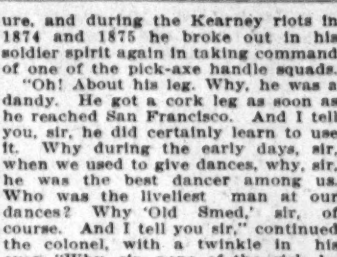 ure, and during the Kearney riots in
1874 and 1875 he broke out in his
soldier spirit again in taking command
of one of the pick-axe handle squads.
"Oh! About his leg. Why, he was a
dandy. He got a cork leg as soon as
he reached San Francisco. And I tell
you, sir, he did certainly learn to use
it. Why during the early days, sir,
when we used to give dances, why, sir,
he was the best dancer among us.
Who was the liveliest man at our
dances? Why 'Old Smed,' sir, of
course. And I tell you sir," continued
the colonel, with a twinkle in his